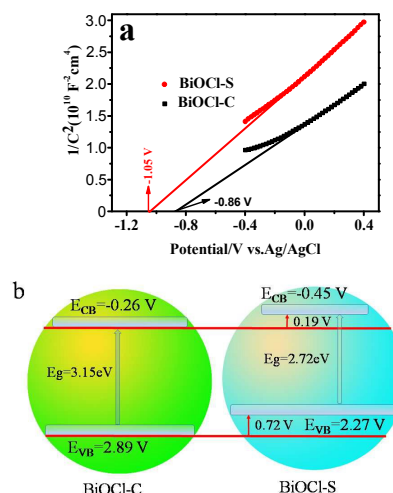 a
3.0
2.5
2.0
1.5
1.0
0.5
0
1/C²(10¹⁰ F⁻²cm⁴)
BiOCl-S
BiOCl-C
-1.05 V
-0.86 V
-1.2 -0.8 -0.4 0.0 0.4
Potential/V vs.Ag/AgCl
b
E_CB=-0.26 V
Eg=3.15eV
E_VB=2.89 V
BiOCl-C
E_CB=-0.45 V
0.19 V
Eg=2.72eV
0.72 V
E_VB=2.27 V
BiOCl-S